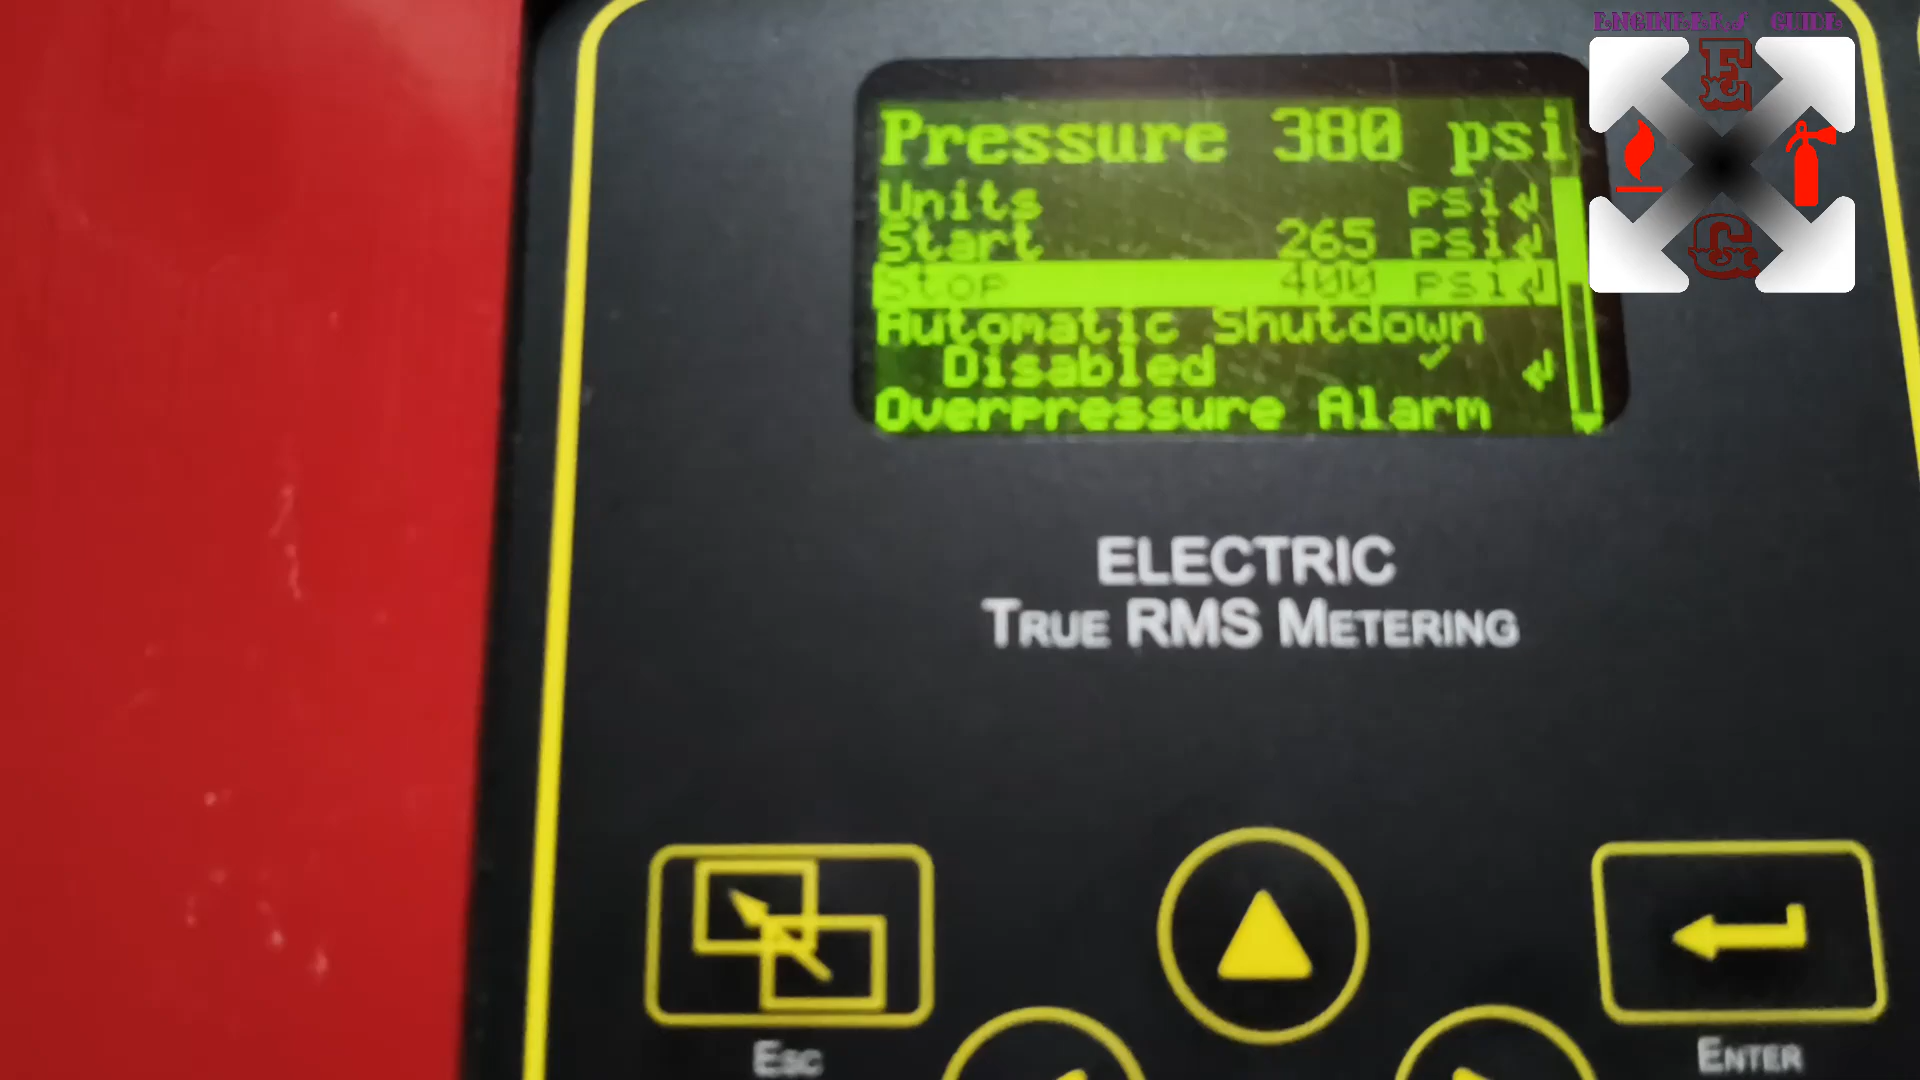 ENGINEERS GUIDE
E
G
Pressure 380 psi
Units psi
Start 265 psi
Stop 400 psi
Automatic Shutdown
Disabled ✓
Overpressure Alarm
ELECTRIC
TRUE RMS METERING
ESC
ENTER